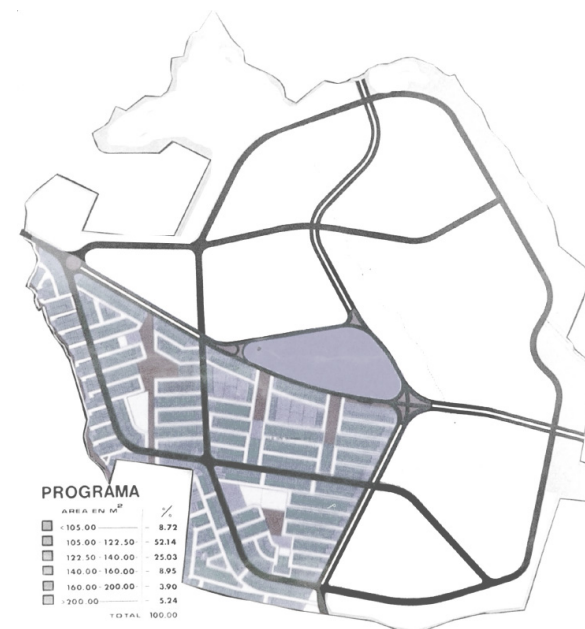 PROGRAMA
AREA EN M² %
<105.00 8.72
105.00 - 122.50 - 52.14
122.50 - 140.00 - 25.03
140.00 - 160.00 - 8.95
160.00 - 200.00 - 3.90
>200.00 5.24
TOTAL 100.00